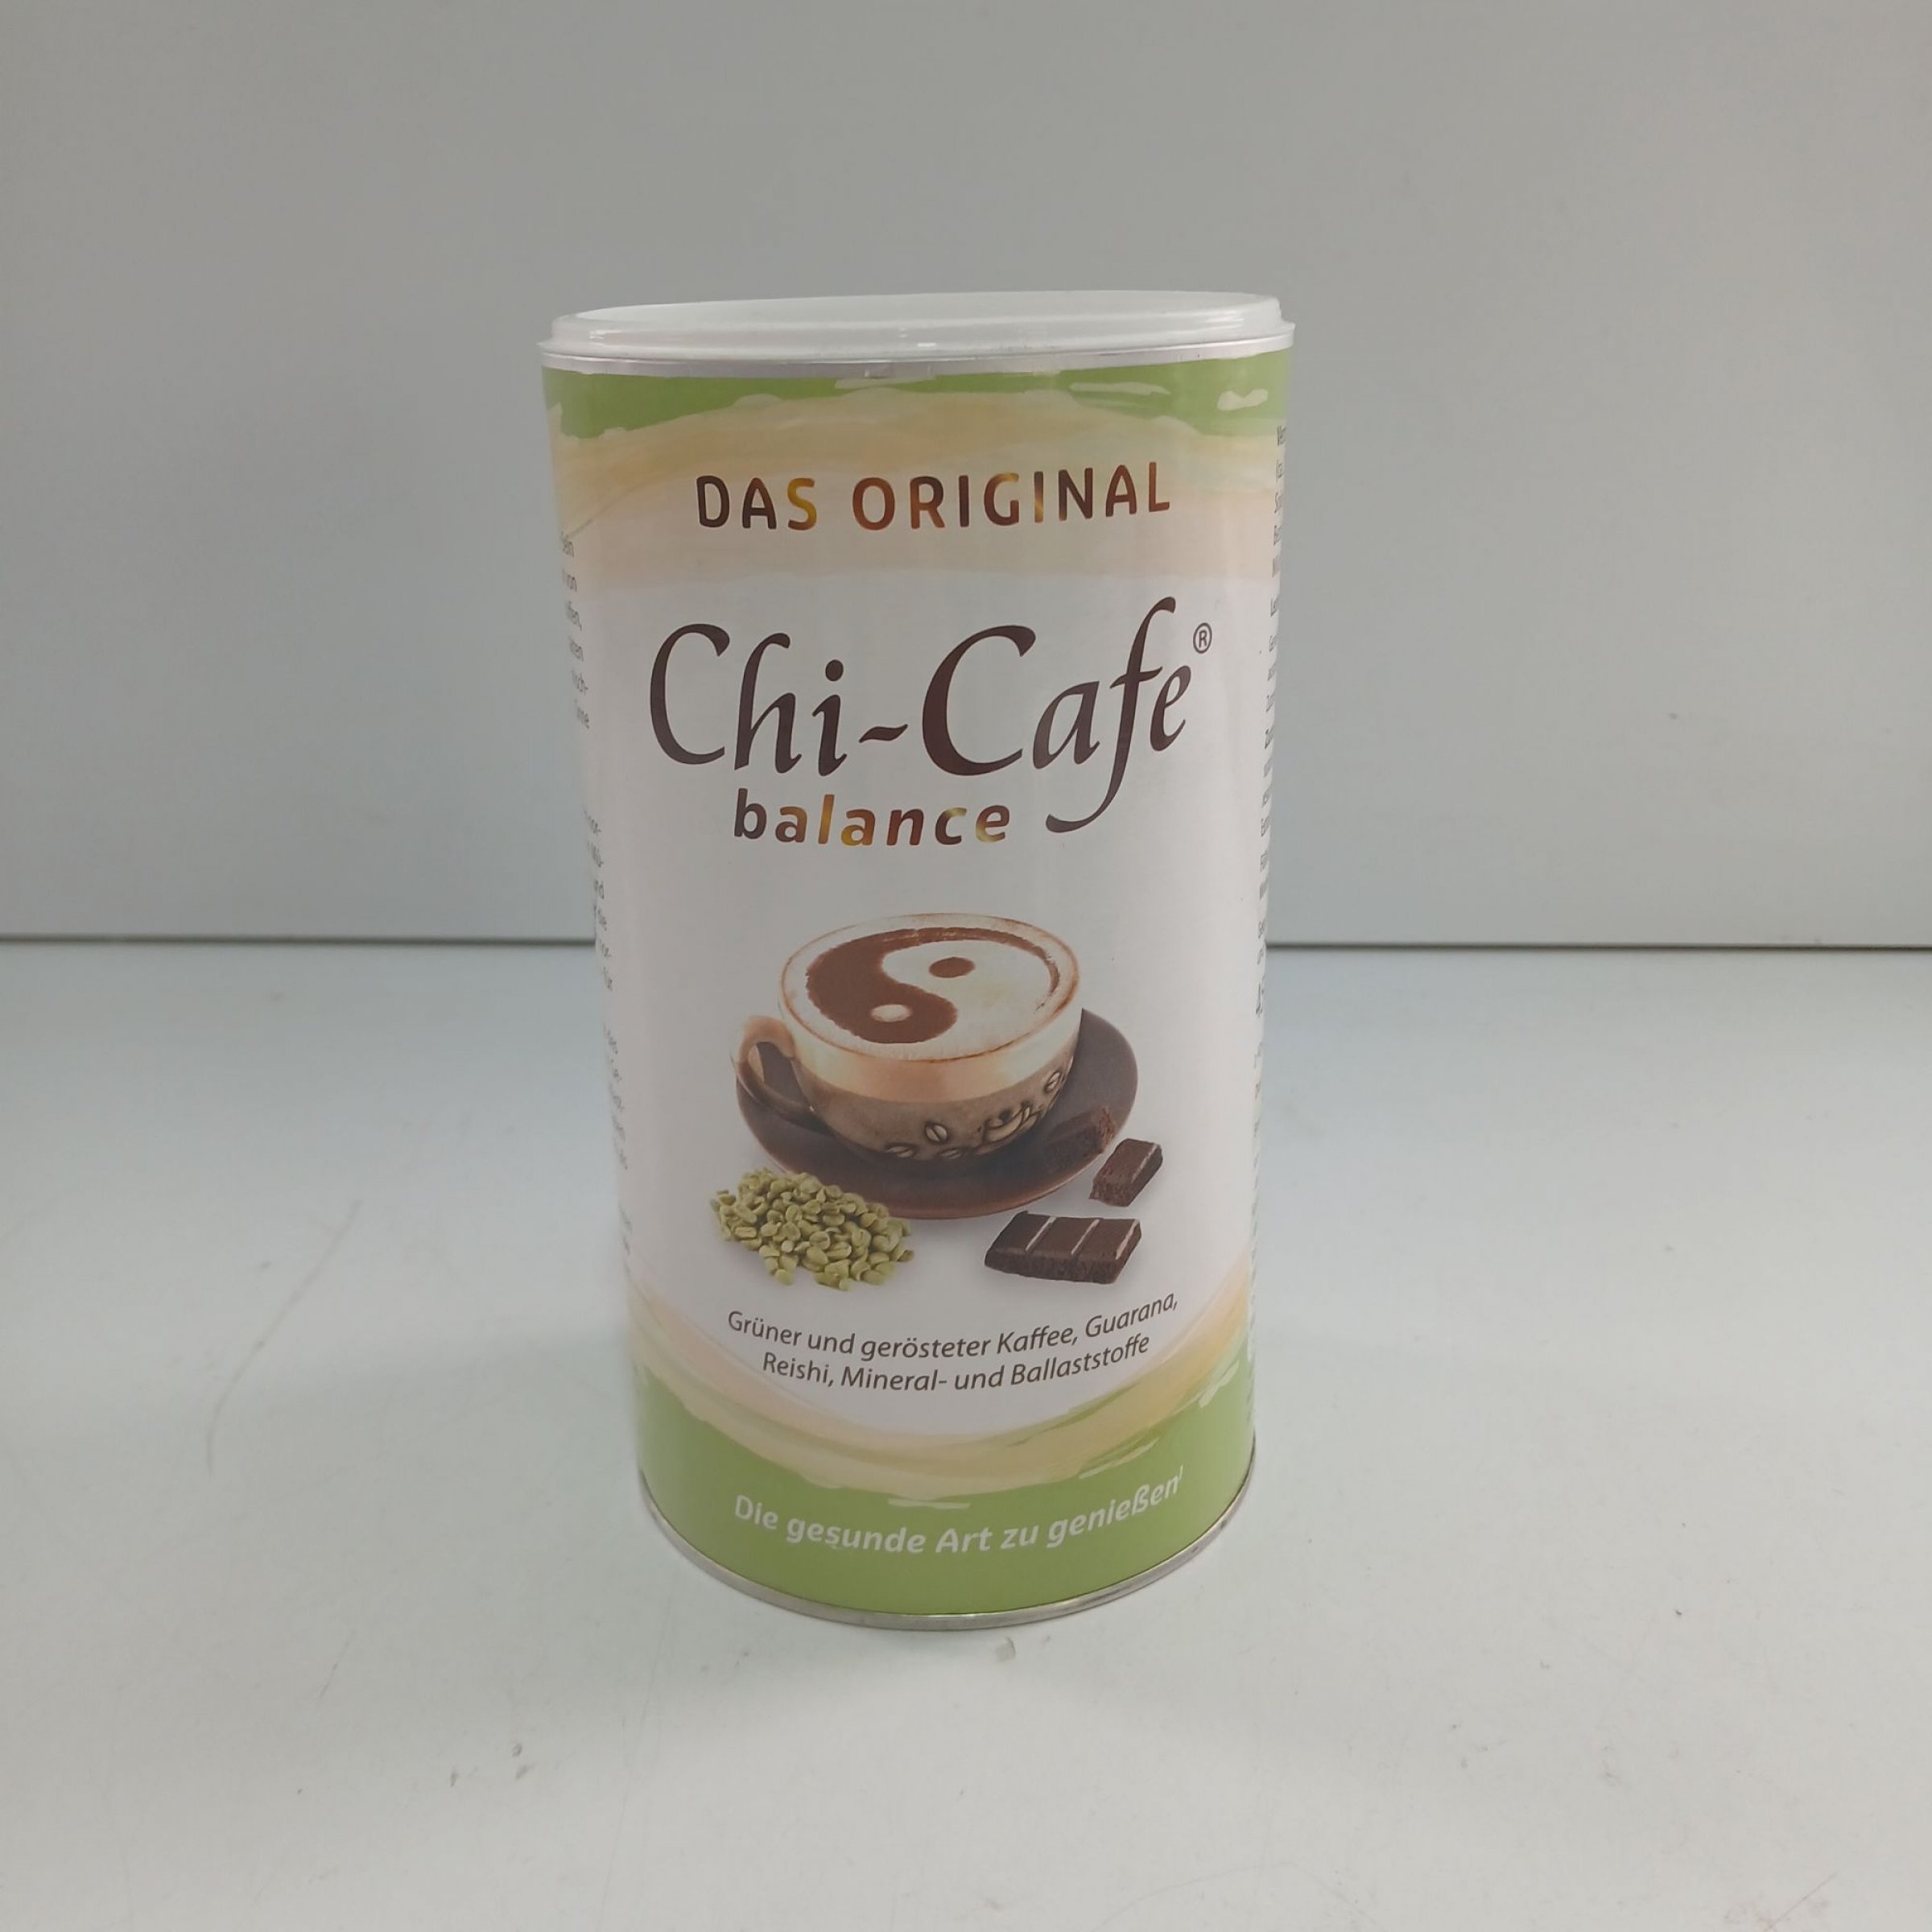 DAS ORIGINAL
Chi-Cafe®
balance
Grüner und gerösteter Kaffee, Guarana,
Reishi, Mineral- und Ballaststoffe
Die gesunde Art zu genießen!